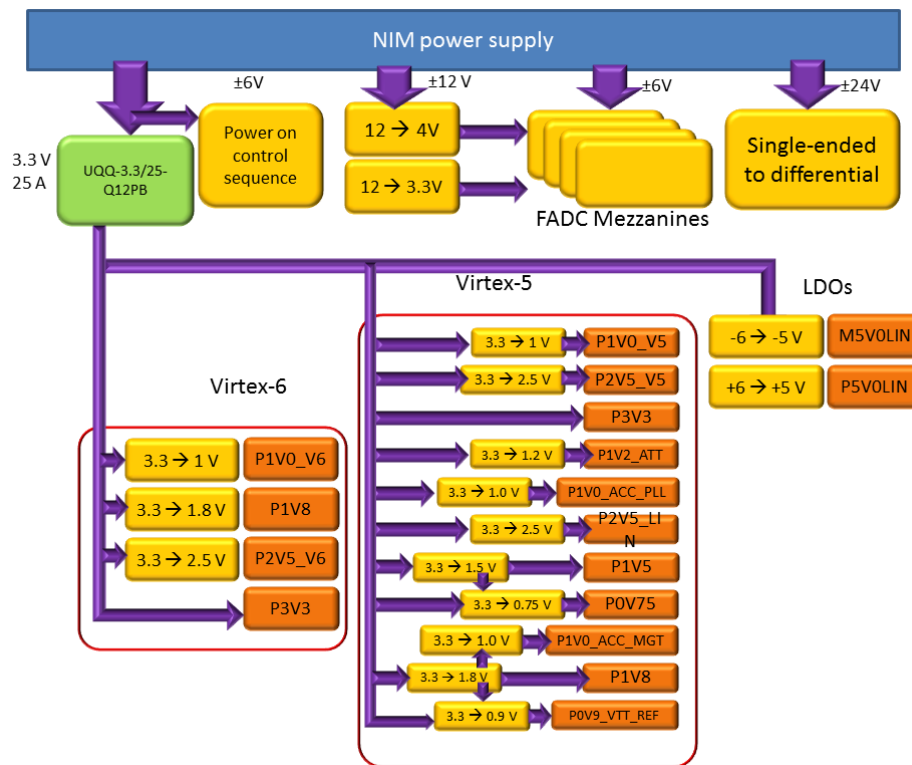 NIM power supply
±6V
±12 V
±6V
±24V
3.3 V
25 A
UQQ-3.3/25-
Q12PB
Power on
control
sequence
12 → 4V
12 → 3.3V
FADC Mezzanines
Single-ended
to differential
Virtex-5
LDOs
-6 → -5 V
M5V0LIN
+6 → +5 V
P5V0LIN
Virtex-6
3.3 → 1 V
P1V0_V6
3.3 → 1.8 V
P1V8
3.3 → 2.5 V
P2V5_V6
P3V3
3.3 → 1 V
P1V0_V5
3.3 → 2.5 V
P2V5_V5
P3V3
3.3 → 1.2 V
P1V2_ATT
3.3 → 1.0 V
P1V0_ACC_PLL
3.3 → 2.5 V
P2V5_LI
N
3.3 → 1.5 V
P1V5
3.3 → 0.75 V
P0V75
3.3 → 1.0 V
P1V0_ACC_MGT
3.3 → 1.8 V
P1V8
3.3 → 0.9 V
P0V9_VTT_REF